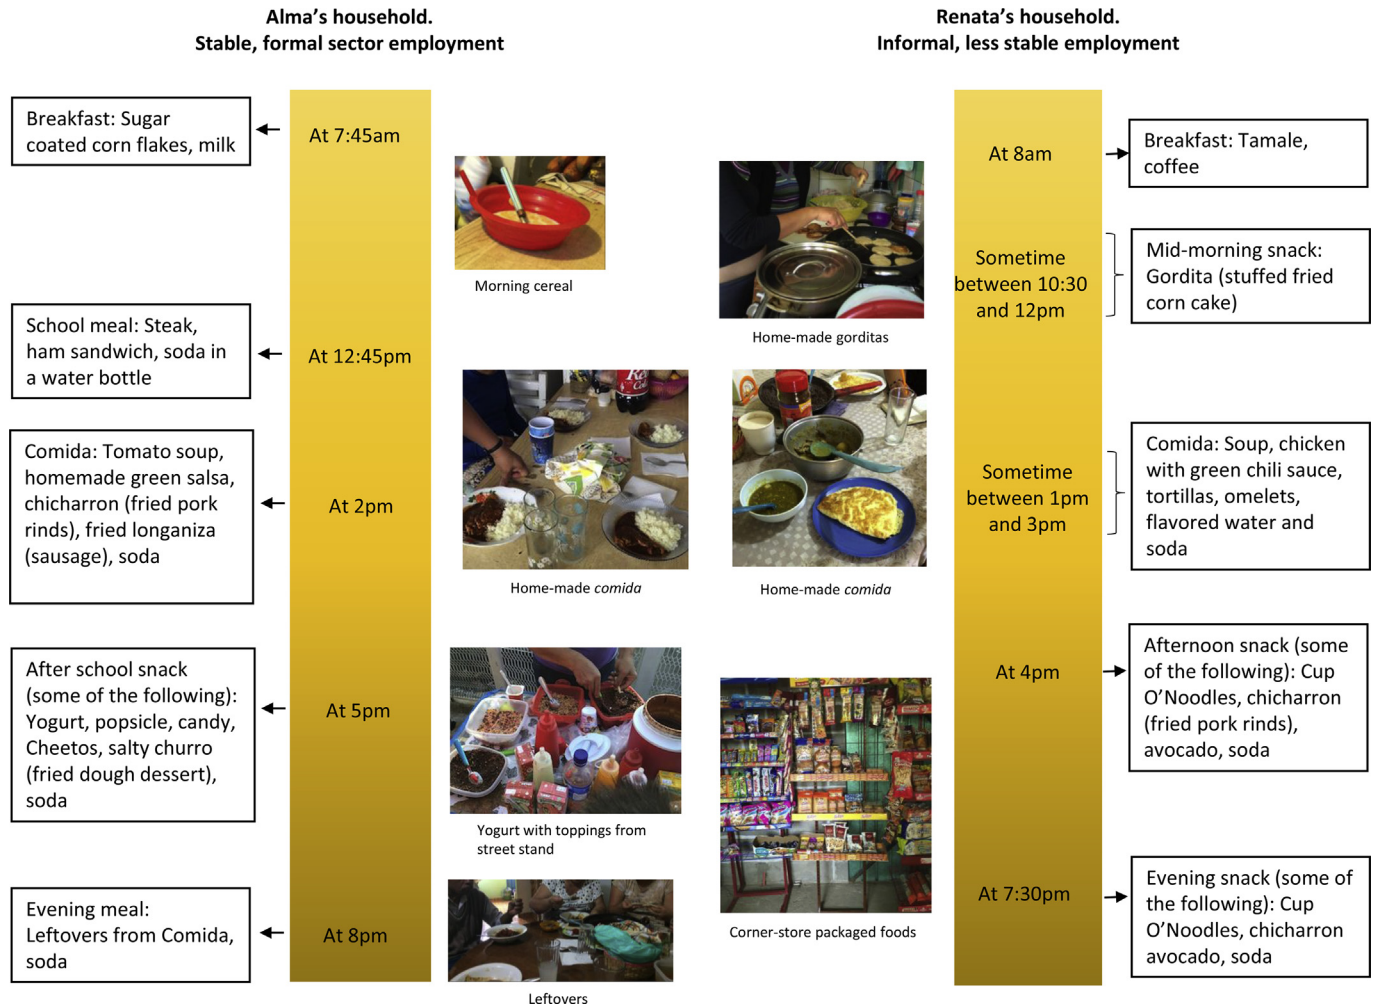 Alma’s household.
Stable, formal sector employment
Breakfast: Sugar
coated corn flakes, milk
At 7:45am
Morning cereal
School meal: Steak,
ham sandwich, soda in
a water bottle
At 12:45pm
Comida: Tomato soup,
homemade green salsa,
chicharron (fried pork
rinds), fried longaniza
(sausage), soda
At 2pm
Home-made comida
After school snack
(some of the following):
Yogurt, popsicle, candy,
Cheetos, salty churro
(fried dough dessert),
soda
At 5pm
Yogurt with toppings from
street stand
Evening meal:
Leftovers from Comida,
soda
At 8pm
Leftovers
Renata’s household.
Informal, less stable employment
At 8am
Breakfast: Tamale,
coffee
Home-made gorditas
Sometime
between 10:30
and 12pm
Mid-morning snack:
Gordita (stuffed fried
corn cake)
Home-made comida
Sometime
between 1pm
and 3pm
Comida: Soup, chicken
with green chili sauce,
tortillas, omelets,
flavored water and
soda
At 4pm
Afternoon snack (some
of the following): Cup
O’Noodles, chicharron
(fried pork rinds),
avocado, soda
Corner-store packaged foods
At 7:30pm
Evening snack (some of
the following): Cup
O’Noodles, chicharron
avocado, soda